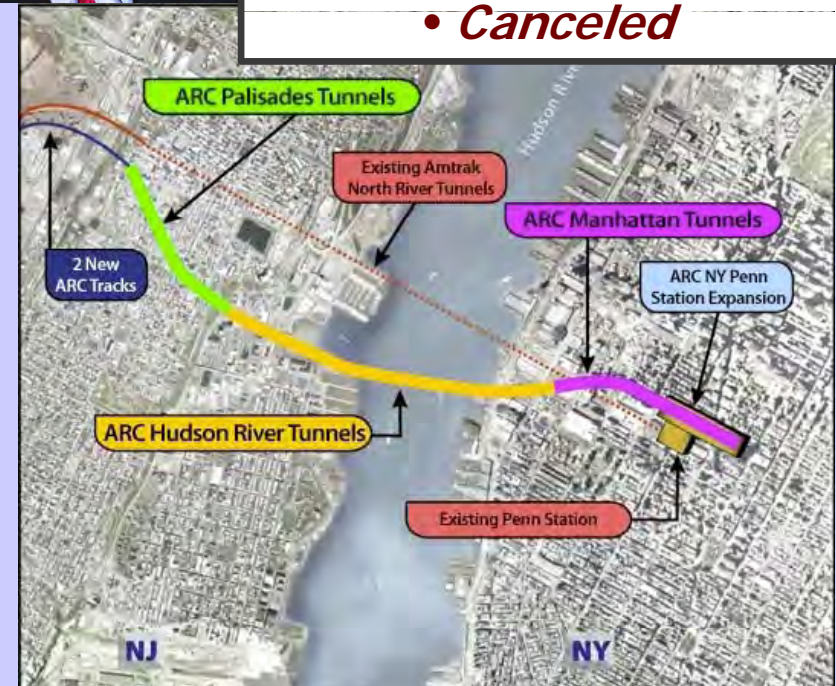 • Canceled
Hudson River
ARC Palisades Tunnels
Existing Amtrak
North River Tunnels
ARC Manhattan Tunnels
2 New
ARC Tracks
ARC NY Penn
Station Expansion
ARC Hudson River Tunnels
Existing Penn Station
NJ
NY